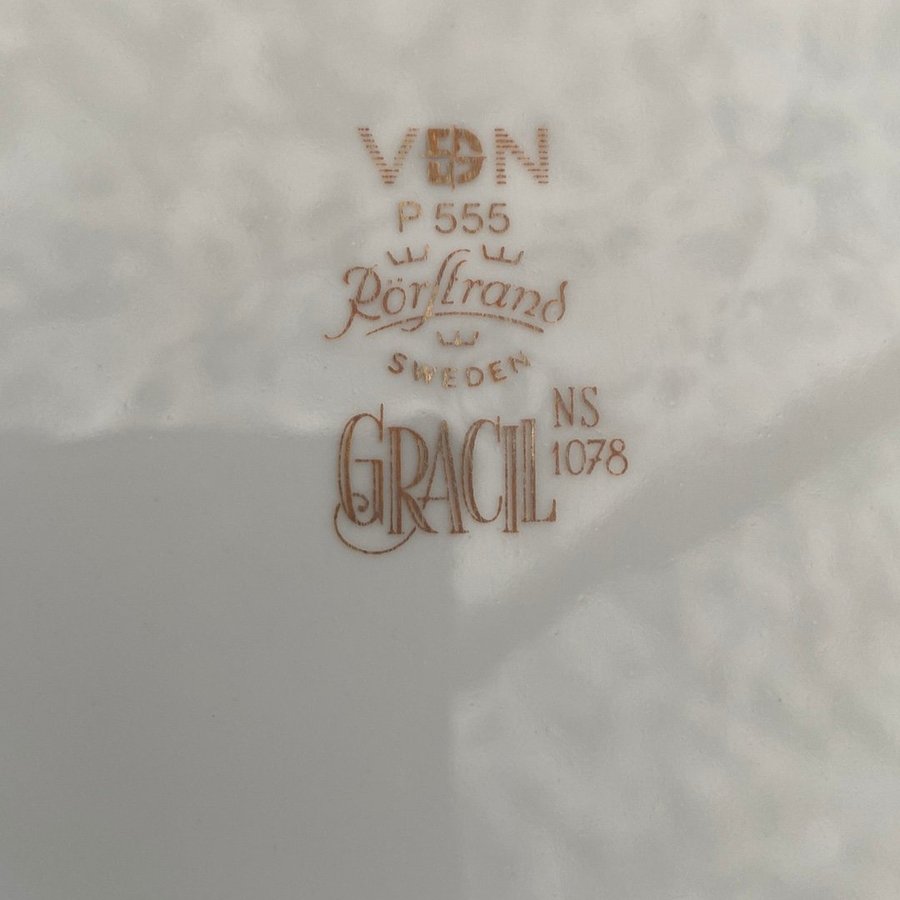 VDN
P 555
Rörstrand
SWEDEN
GRACIL
NS
1078